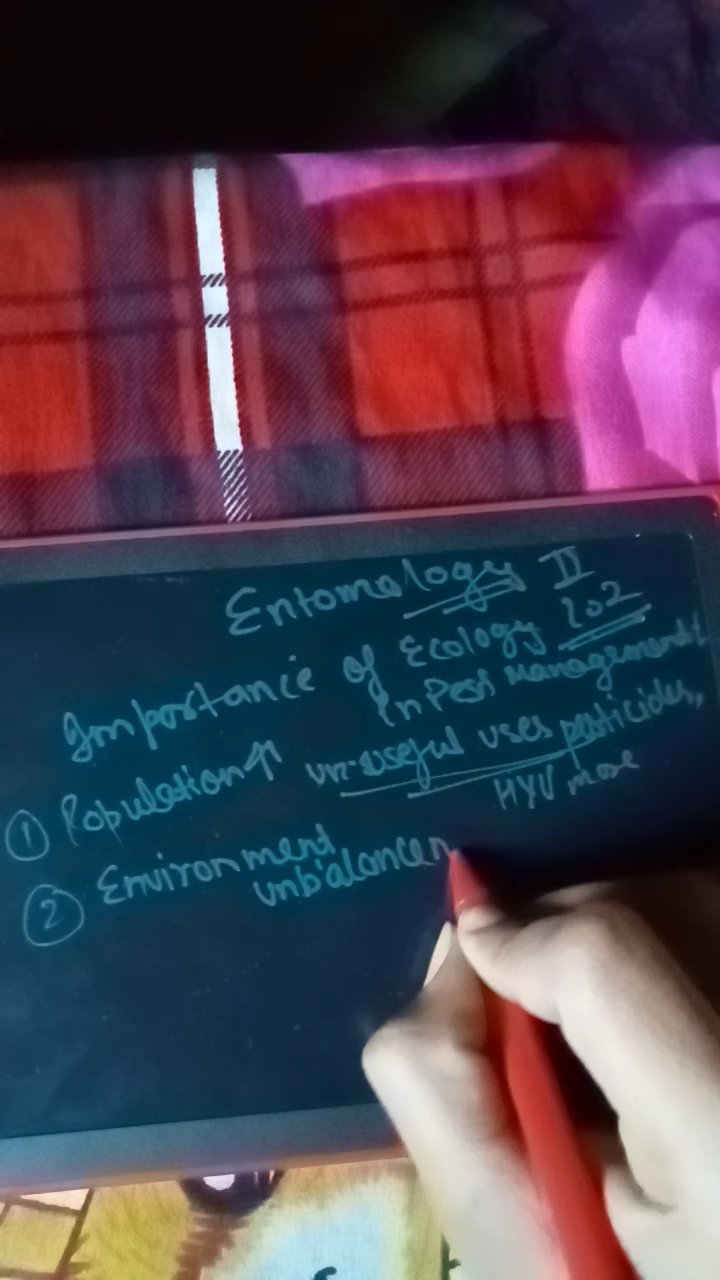 Entomology II
Importance of Ecology 202
in Pest Management
① Population↑ un-useful uses pesticides,
HYV more
② Environment
unbalance